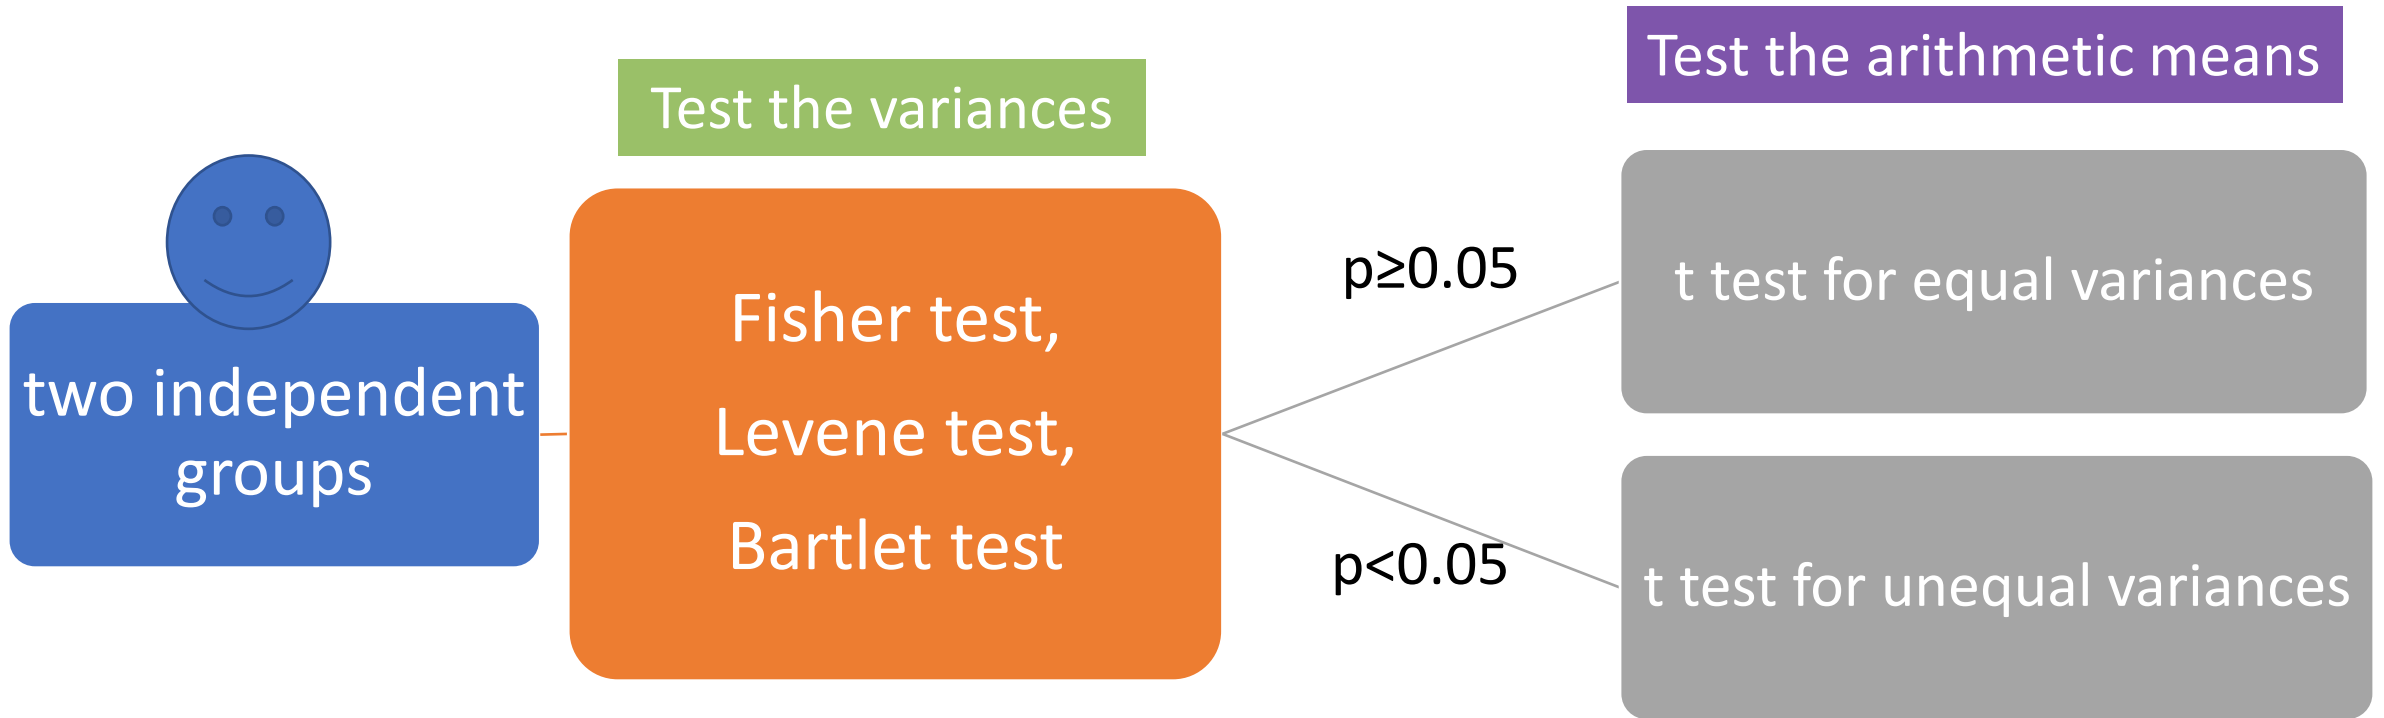 two independent
groups
Test the variances
Fisher test,
Levene test,
Bartlet test
p≥0.05
p<0.05
Test the arithmetic means
t test for equal variances
t test for unequal variances